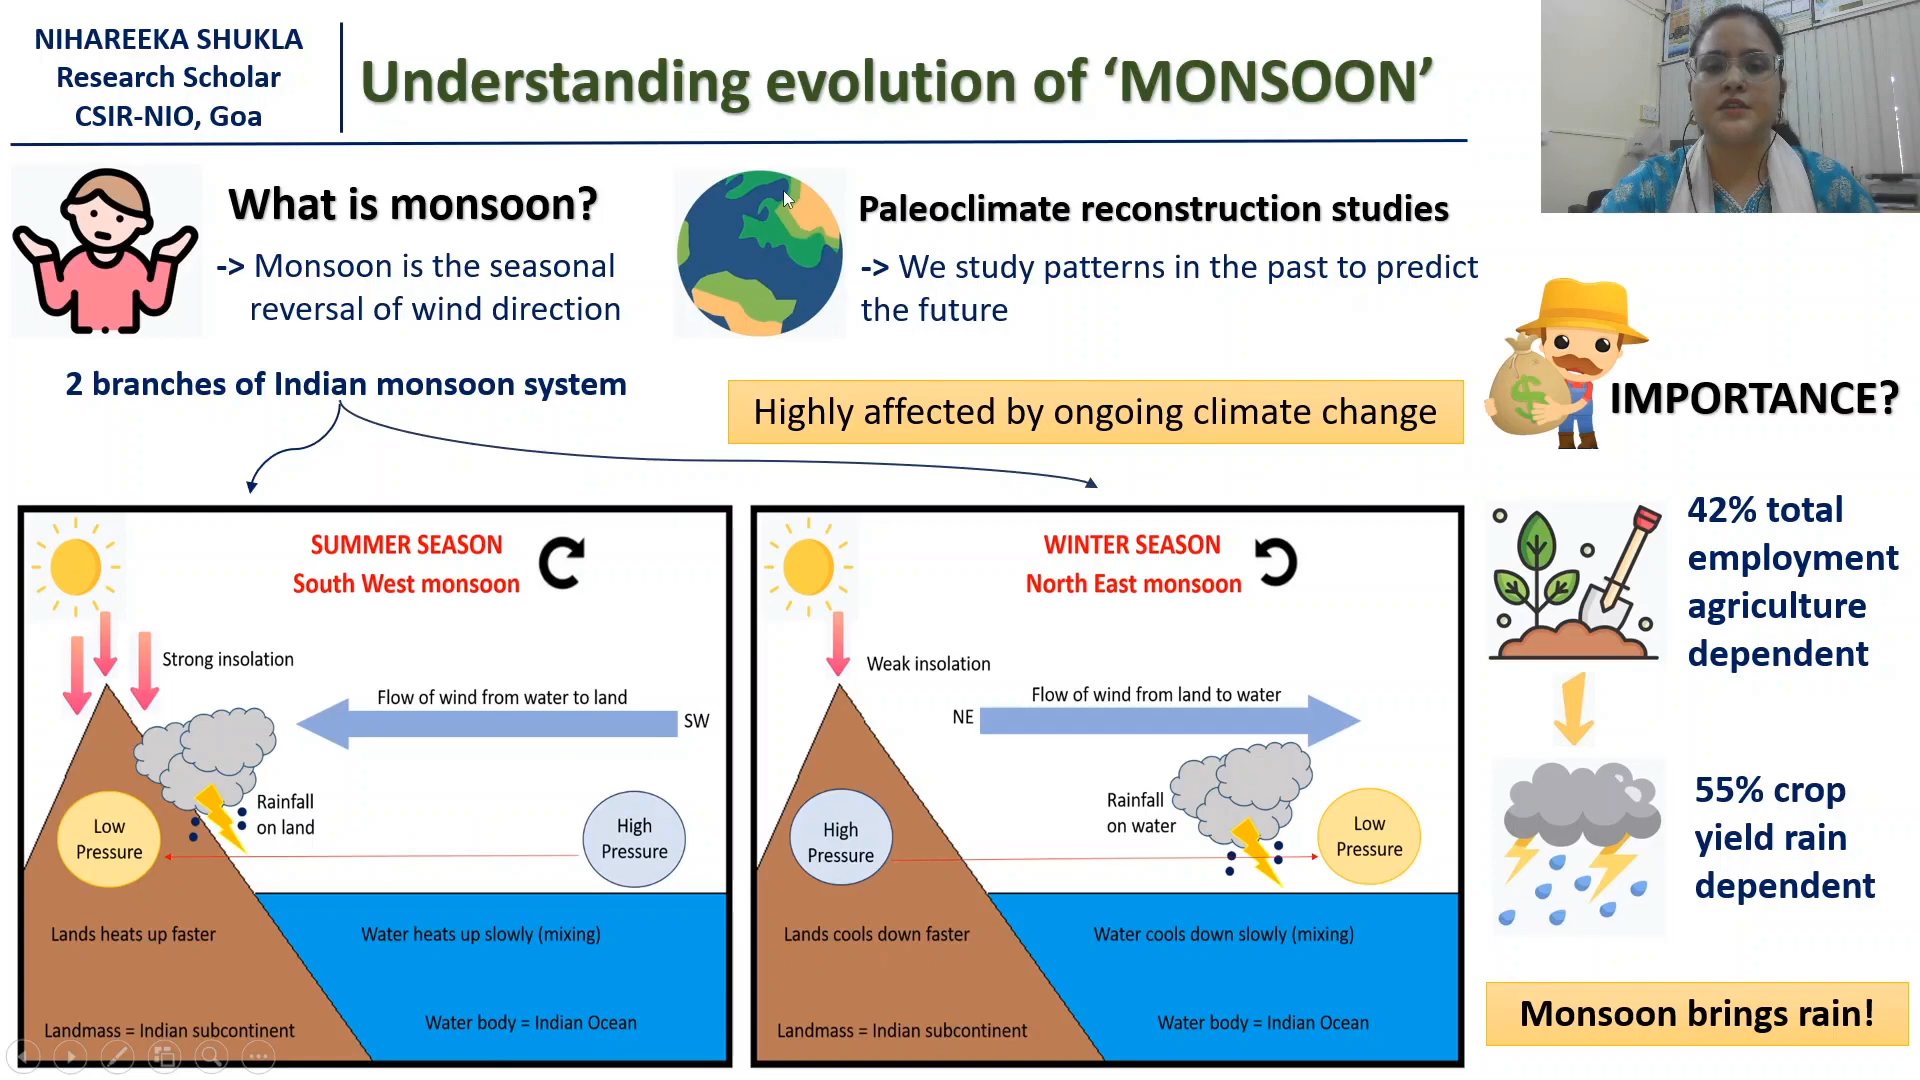 NIHAREEKA SHUKLA
Research Scholar
CSIR-NIO, Goa
Understanding evolution of ‘MONSOON’
What is monsoon?
-> Monsoon is the seasonal
reversal of wind direction
Paleoclimate reconstruction studies
-> We study patterns in the past to predict
the future
2 branches of Indian monsoon system
Highly affected by ongoing climate change
IMPORTANCE?
SUMMER SEASON
South West monsoon
Strong insolation
Flow of wind from water to land
SW
Rainfall
on land
Low
Pressure
High
Pressure
Lands heats up faster
Water heats up slowly (mixing)
Landmass = Indian subcontinent
Water body = Indian Ocean
WINTER SEASON
North East monsoon
Weak insolation
Flow of wind from land to water
NE
Rainfall
on water
High
Pressure
Low
Pressure
Lands cools down faster
Water cools down slowly (mixing)
Landmass = Indian subcontinent
Water body = Indian Ocean
$
42% total
employment
agriculture
dependent
55% crop
yield rain
dependent
Monsoon brings rain!